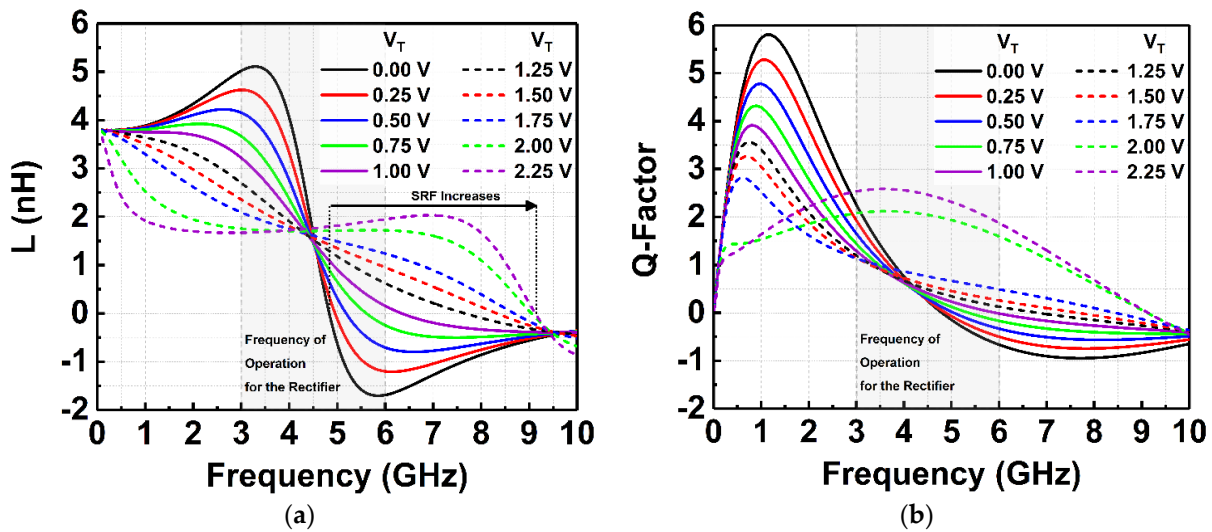 L (nH)
6
5
4
3
2
1
0
-1
-2
0 1 2 3 4 5 6 7 8 9 10
Frequency (GHz)
V_T V_T
0.00 V 1.25 V
0.25 V 1.50 V
0.50 V 1.75 V
0.75 V 2.00 V
1.00 V 2.25 V
SRF Increases
Frequency of
Operation
for the Rectifier
(a)
Q-Factor
6
5
4
3
2
1
0
-1
-2
0 1 2 3 4 5 6 7 8 9 10
Frequency (GHz)
V_T V_T
0.00 V 1.25 V
0.25 V 1.50 V
0.50 V 1.75 V
0.75 V 2.00 V
1.00 V 2.25 V
Frequency of
Operation
for the Rectifier
(b)